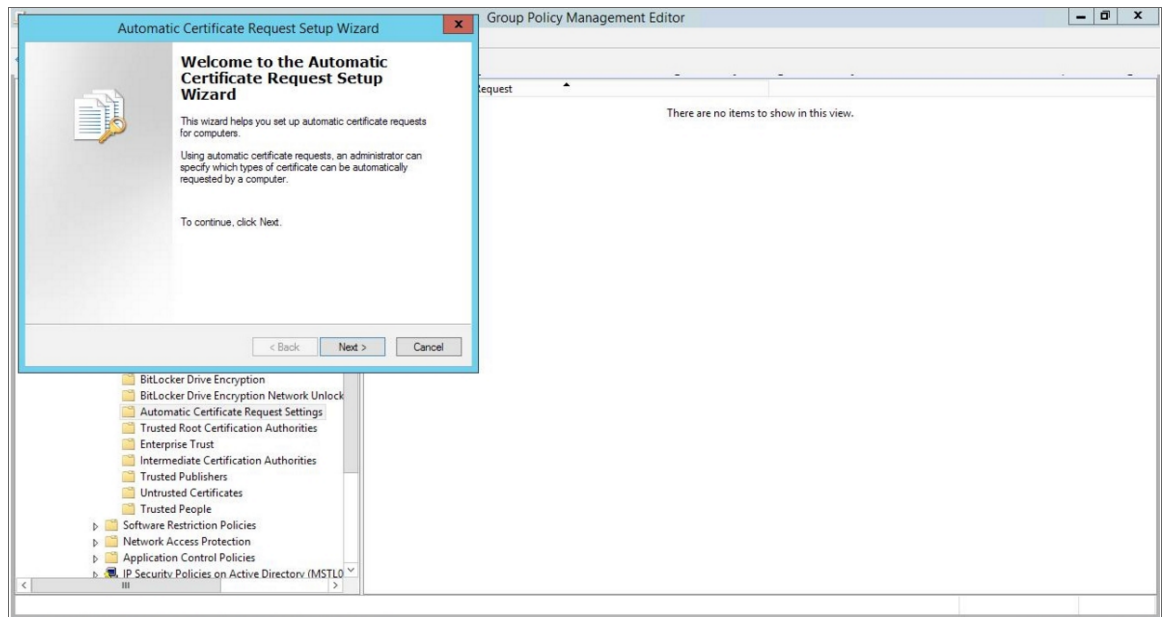 Group Policy Management Editor
Automatic Certificate Request Setup Wizard
Welcome to the Automatic
Certificate Request Setup
Wizard
This wizard helps you set up automatic certificate requests
for computers.
Using automatic certificate requests, an administrator can
specify which types of certificate can be automatically
requested by a computer.
To continue, click Next.
< Back Next > Cancel
Request
There are no items to show in this view.
BitLocker Drive Encryption
BitLocker Drive Encryption Network Unlock
Automatic Certificate Request Settings
Trusted Root Certification Authorities
Enterprise Trust
Intermediate Certification Authorities
Trusted Publishers
Untrusted Certificates
Trusted People
Software Restriction Policies
Network Access Protection
Application Control Policies
IP Security Policies on Active Directory (MSTL0